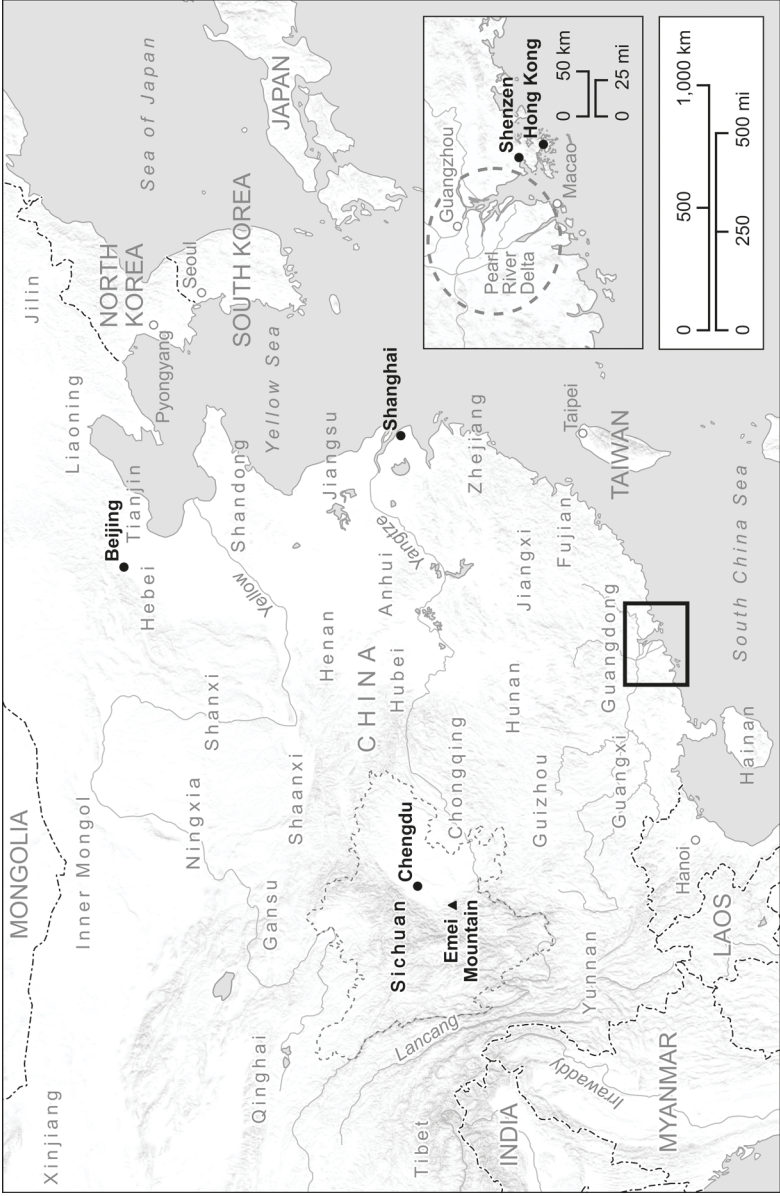 Xinjiang
MONGOLIA
Inner Mongol
Jilin
Liaoning
NORTH
KOREA
Pyongyang
Seoul
SOUTH KOREA
Sea of Japan
JAPAN
Yellow Sea
Beijing
Tianjin
Hebei
Shandong
Yellow
Shanxi
Ningxia
Shaanxi
Gansu
Qinghai
Henan
Jiangsu
Shanghai
Anhui
Yangtze
CHINA
Hubei
Sichuan
Chengdu
Emei
Mountain
Chongqing
Lancang
Tibet
Zhejiang
Jiangxi
Fujian
Hunan
Guizhou
Guangdong
Guangxi
Yunnan
Irrawaddy
INDIA
MYANMAR
LAOS
Hanoi
Hainan
South China Sea
Taipei
TAIWAN
Guangzhou
Shenzen
Hong Kong
Macao
Pearl
River
Delta
0 50 km
0 25 mi
0 500 1,000 km
0 250 500 mi